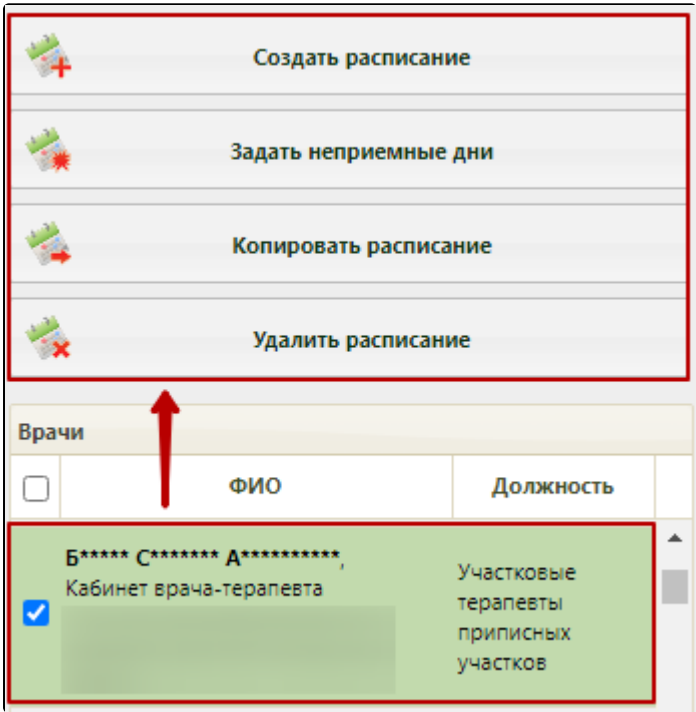 Создать расписание
Задать неприемные дни
Копировать расписание
Удалить расписание
Врачи
ФИО
Должность
Б***** С******* А**********,
Кабинет врача-терапевта
Участковые
терапевты
приписных
участков